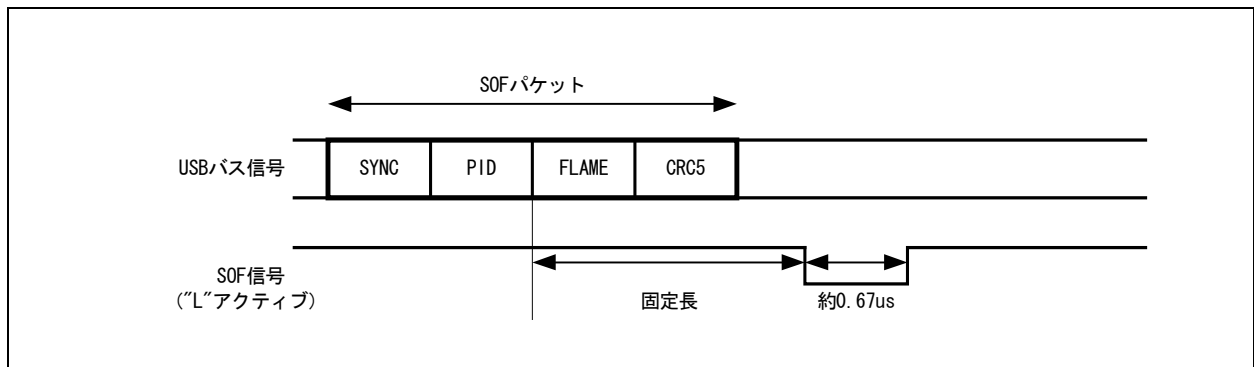 SOFパケット
USBバス信号
SYNC
PID
FLAME
CRC5
SOF信号
("L"アクティブ)
固定長
約0.67us